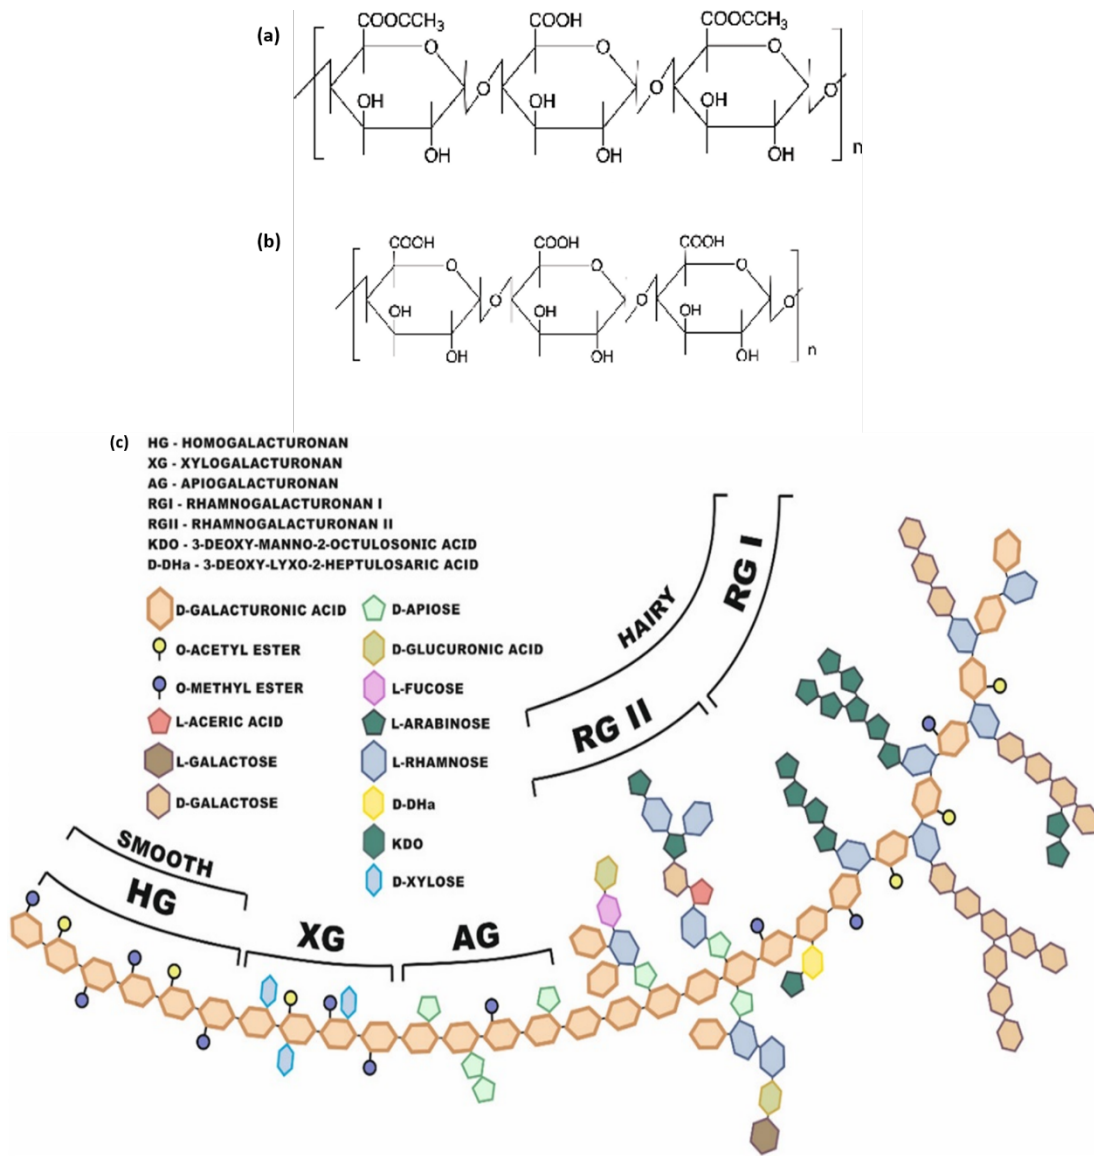 (a)
COOCCH3 COOH COOCCH3
O O O
OH OH OH
O O O
OH OH OH
n
(b)
COOH COOH COOH
O O O
OH OH OH
O O O
OH OH OH
n
(c)
HG - HOMOGALACTURONAN
XG - XYLOGALACTURONAN
AG - APIOGALACTURONAN
RGI - RHAMNOGALACTURONAN I
RGII - RHAMNOGALACTURONAN II
KDO - 3-DEOXY-MANNO-2-OCTULOSONIC ACID
D-DHa - 3-DEOXY-LYXO-2-HEPTULOSARIC ACID
D-GALACTURONIC ACID
O-ACETYL ESTER
O-METHYL ESTER
L-ACERIC ACID
L-GALACTOSE
D-GALACTOSE
D-APIOSE
D-GLUCURONIC ACID
L-FUCOSE
L-ARABINOSE
L-RHAMNOSE
D-DHa
KDO
D-XYLOSE
SMOOTH
HG
XG
AG
HAIRY
RG II
RG I